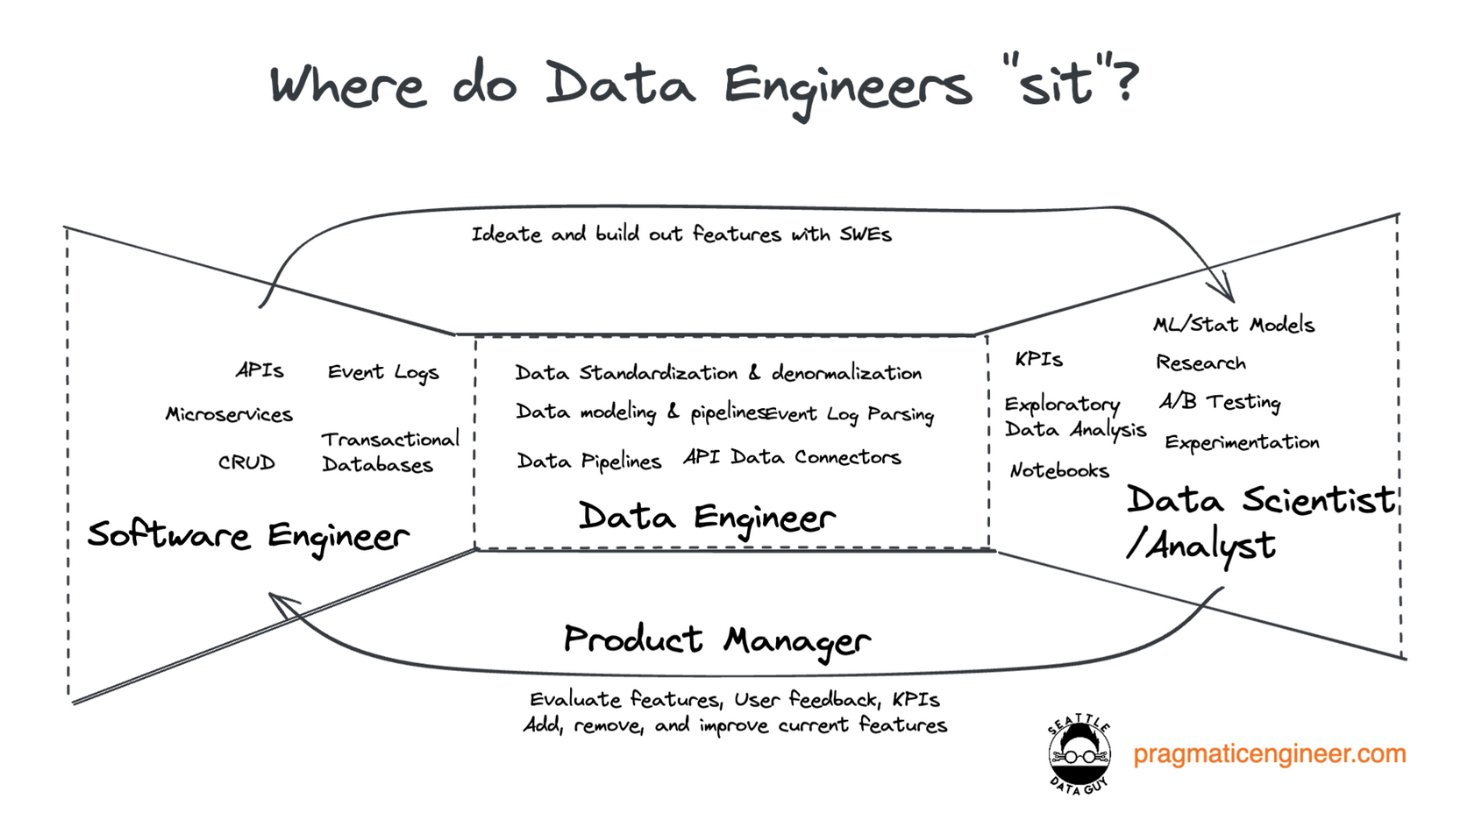 Where do Data Engineers "sit"?
Ideate and build out features with SWEs
APIs
Event Logs
Microservices
Transactional
Databases
CRUD
Software Engineer
Data Standardization & denormalization
Data modeling & pipelines
Event Log Parsing
Data Pipelines
API Data Connectors
Data Engineer
KPIs
ML/Stat Models
Research
Exploratory
Data Analysis
A/B Testing
Experimentation
Notebooks
Data Scientist
/Analyst
Product Manager
Evaluate features, User feedback, KPIs
Add, remove, and improve current features
SEATTLE
DATA GUY
pragmaticengineer.com